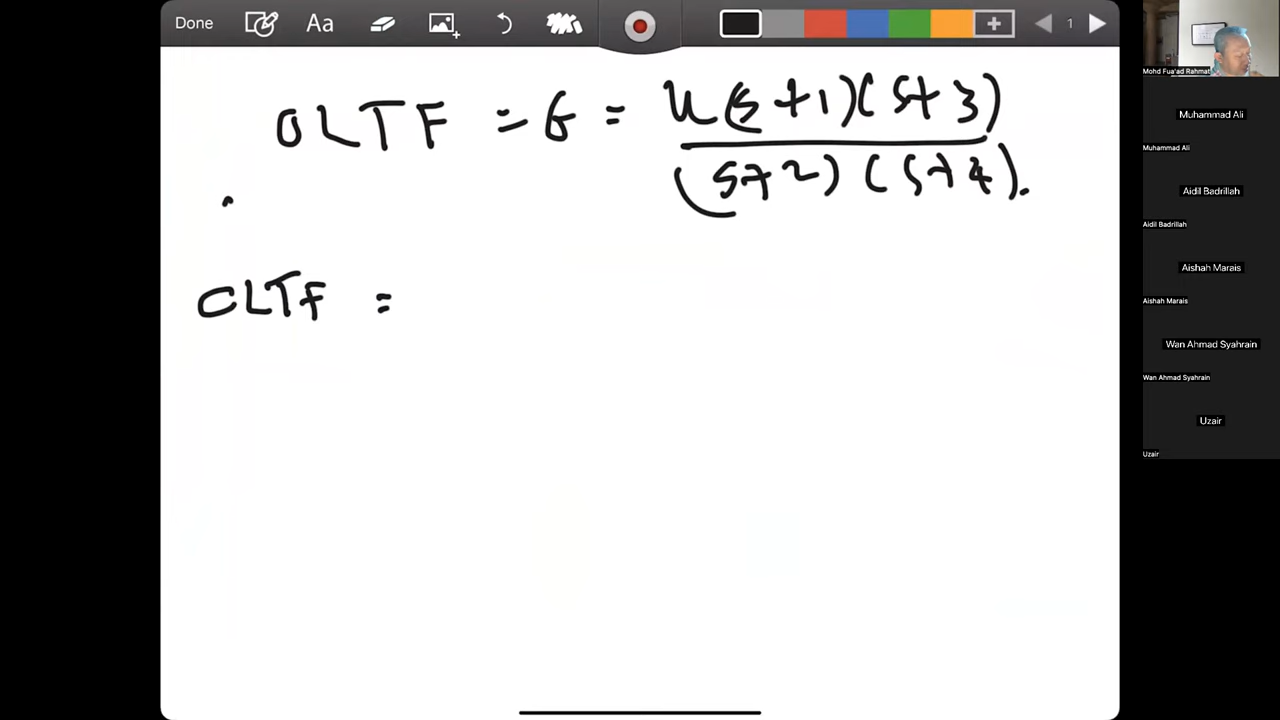 Done Aa 1
OLTF = G = K(s+1)(s+3)
(s+2)(s+4).
CLTF =
Mohd Fua'ad Rahmat
Muhammad Ali
Muhammad Ali
Aidil Badrillah
Aidil Badrillah
Aishah Marais
Aishah Marais
Wan Ahmad Syahrain
Wan Ahmad Syahrain
Uzair
Uzair